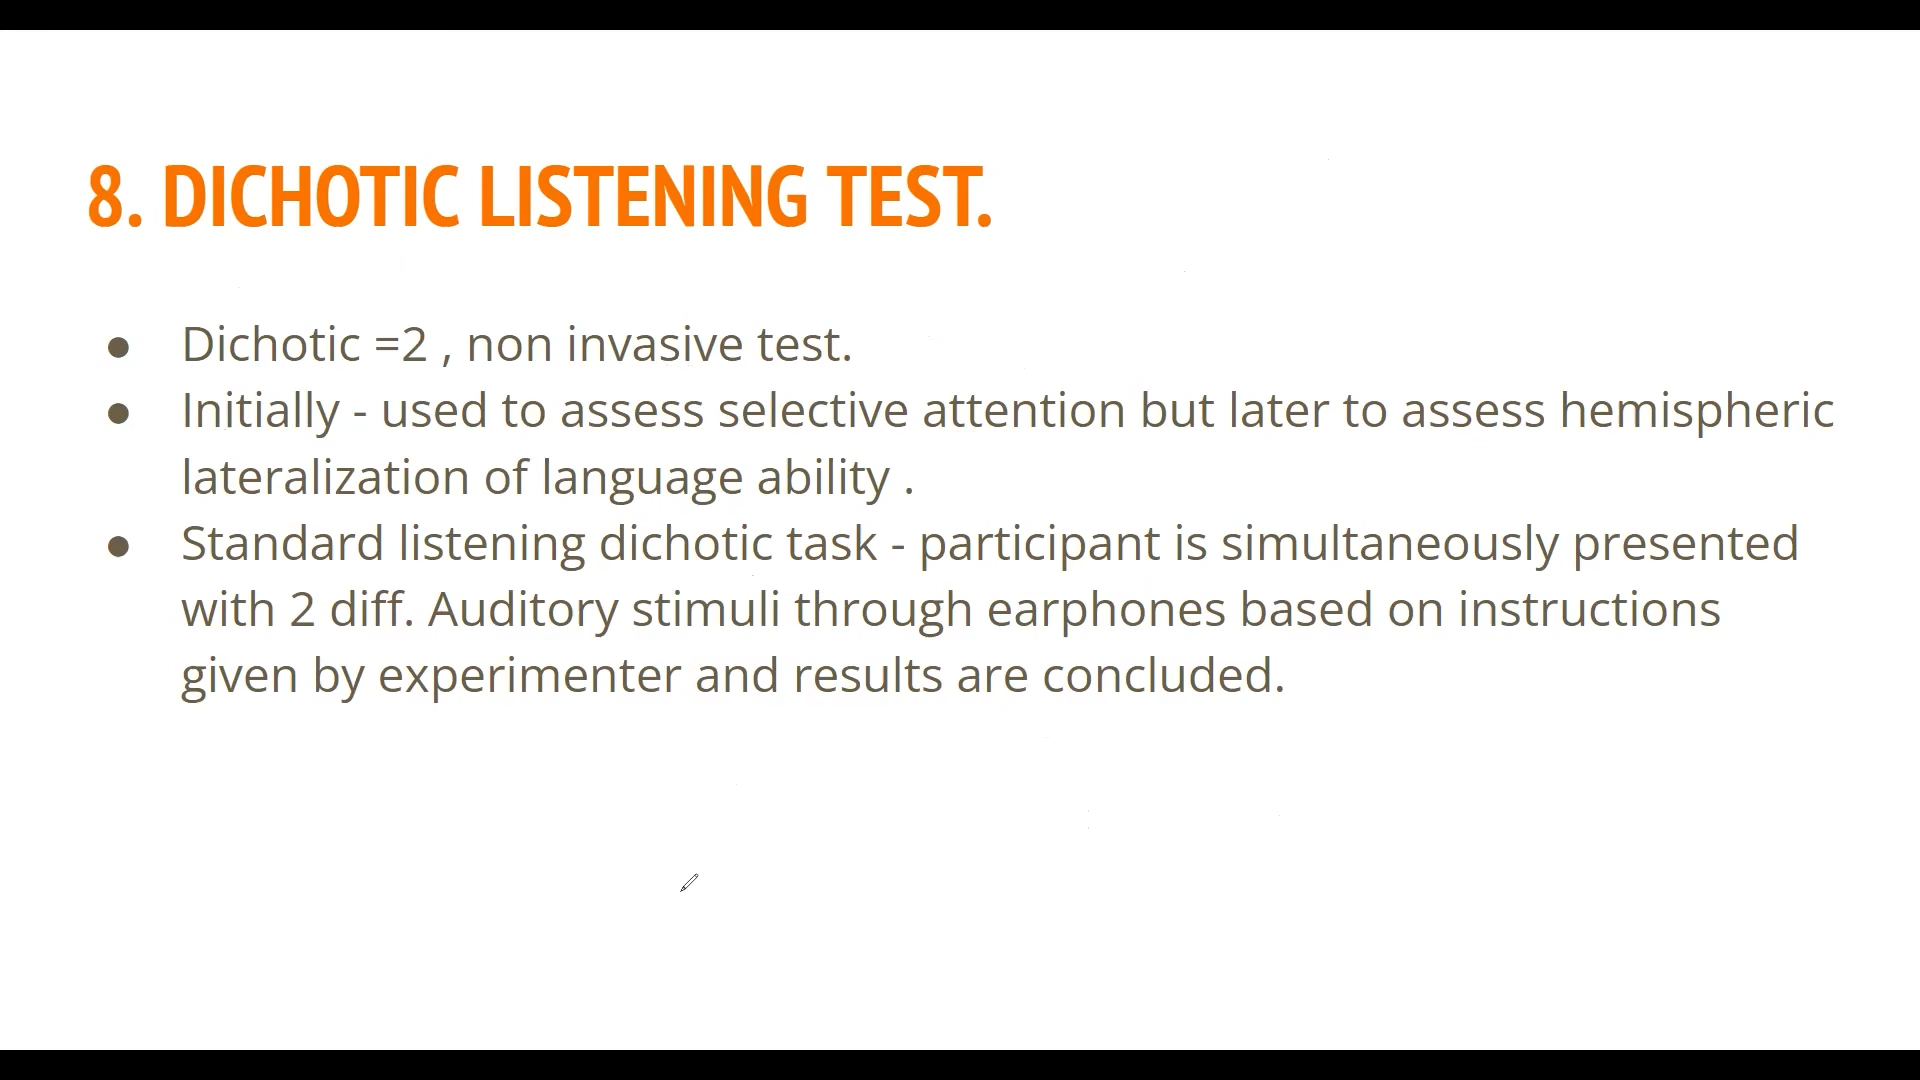 8. DICHOTIC LISTENING TEST.
● Dichotic =2 , non invasive test.
● Initially - used to assess selective attention but later to assess hemispheric
lateralization of language ability .
● Standard listening dichotic task - participant is simultaneously presented
with 2 diff. Auditory stimuli through earphones based on instructions
given by experimenter and results are concluded.